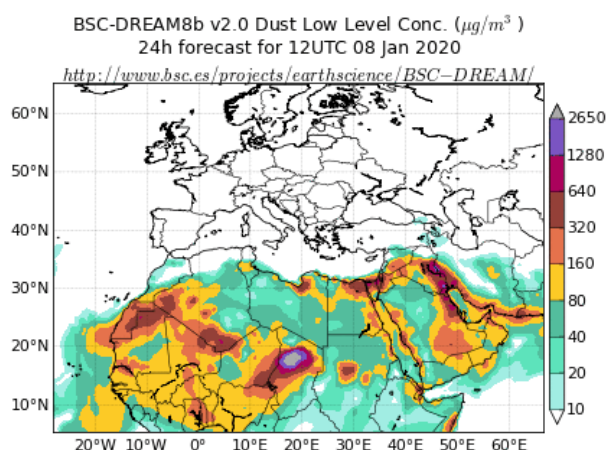 BSC-DREAM8b v2.0 Dust Low Level Conc. (μg/m³ )
24h forecast for 12UTC 08 Jan 2020
http://www.bsc.es/projects/earthscience/BSC−DREAM/
60°N
50°N
40°N
30°N
20°N
10°N
20°W 10°W 0° 10°E 20°E 30°E 40°E 50°E 60°E
2650
1280
640
320
160
80
40
20
10